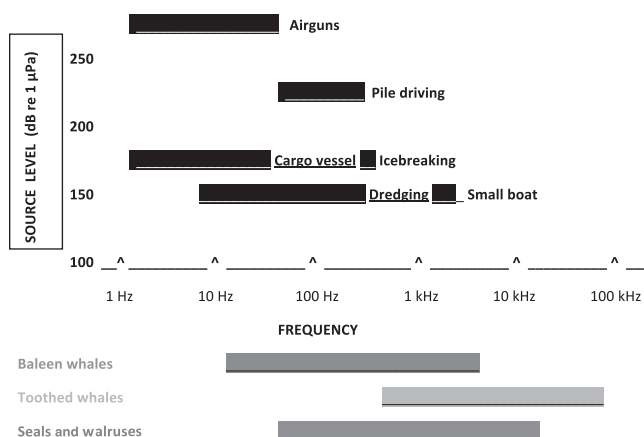 Airguns
SOURCE LEVEL (dB re 1 µPa)
250
Pile driving
200
Cargo vessel Icebreaking
150 Dredging Small boat
100
1 Hz 10 Hz 100 Hz 1 kHz 10 kHz 100 kHz
FREQUENCY
Baleen whales
Toothed whales
Seals and walruses